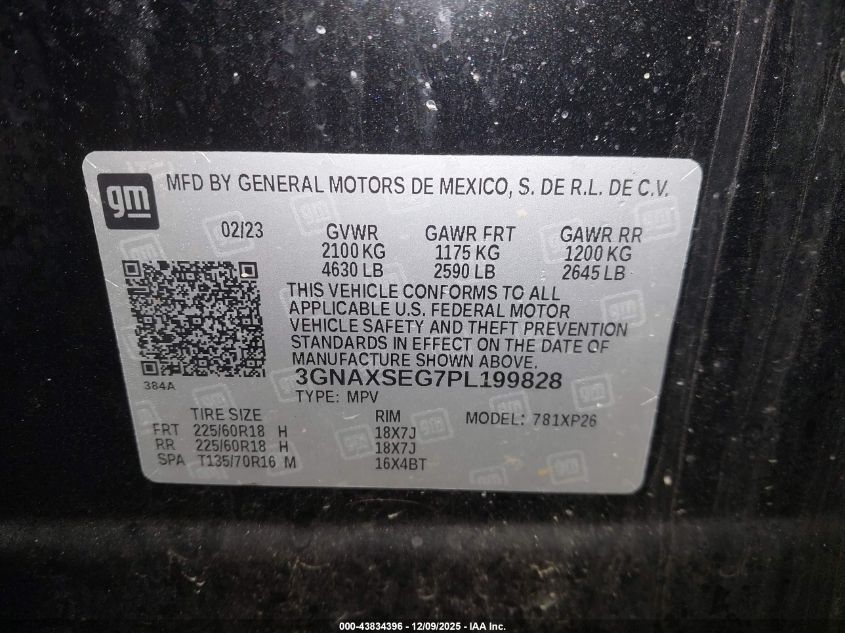 gm
MFD BY GENERAL MOTORS DE MEXICO, S. DE R.L. DE C.V.
02/23 GVWR GAWR FRT GAWR RR
2100 KG 1175 KG 1200 KG
4630 LB 2590 LB 2645 LB
THIS VEHICLE CONFORMS TO ALL
APPLICABLE U.S. FEDERAL MOTOR
VEHICLE SAFETY AND THEFT PREVENTION
STANDARDS IN EFFECT ON THE DATE OF
MANUFACTURE SHOWN ABOVE.
3GNAXSEG7PL199828
384A
TYPE: MPV
TIRE SIZE RIM MODEL: 781XP26
FRT 225/60R18 H 18X7J
RR 225/60R18 H 18X7J
SPA T135/70R16 M 16X4BT
000-43834396 - 12/09/2025 - IAA Inc.